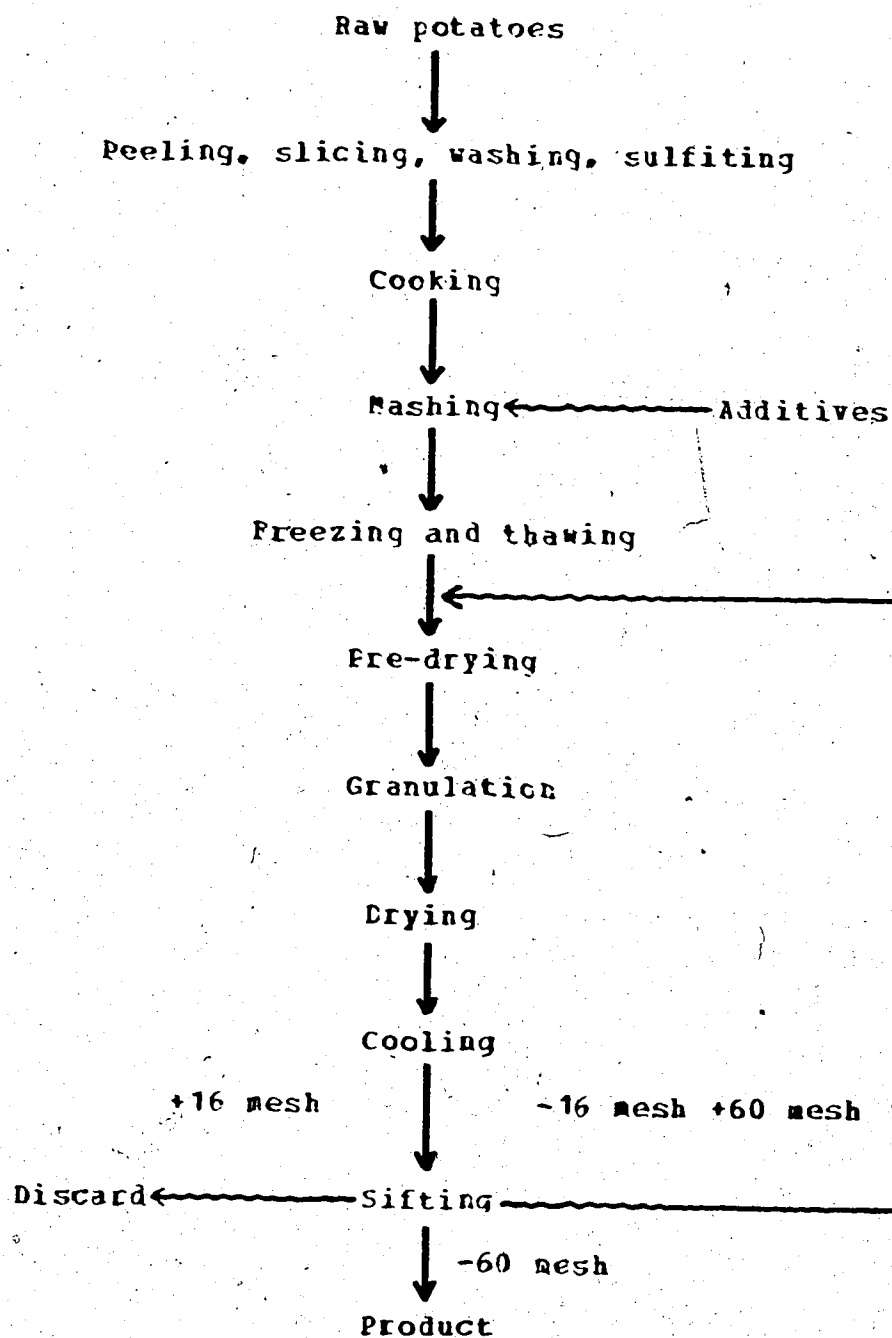 Raw potatoes
Peeling, slicing, washing, sulfiting
Cooking
Mashing
Additives
Freezing and thawing
Pre-drying
Granulation
Drying
Cooling
+16 mesh
-16 mesh +60 mesh
Discard
Sifting
-60 mesh
Product